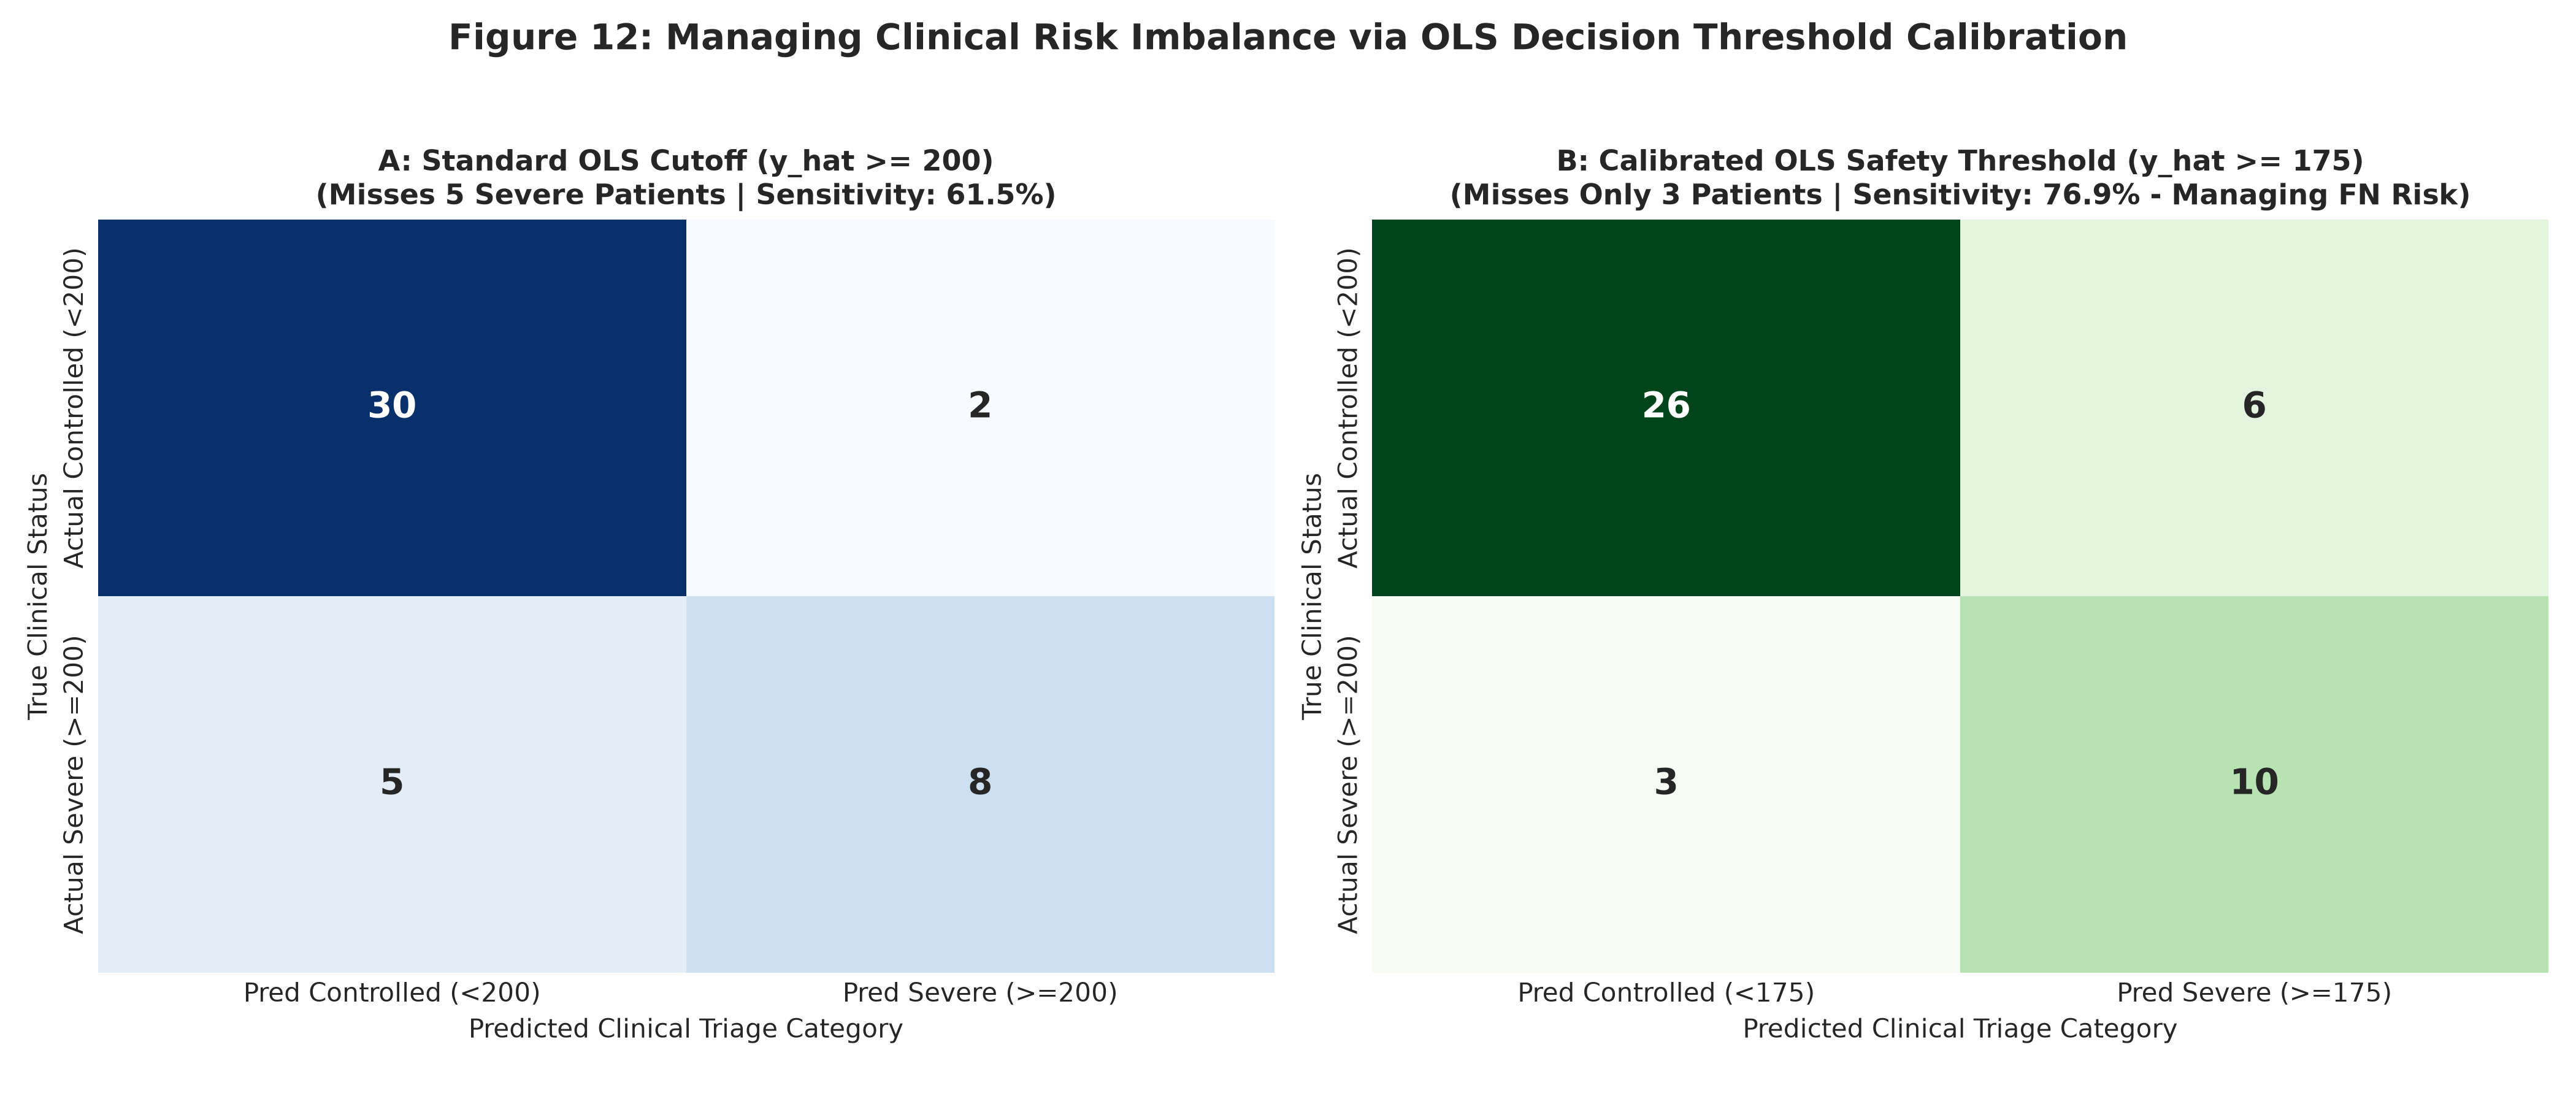 Figure 12: Managing Clinical Risk Imbalance via OLS Decision Threshold Calibration
A: Standard OLS Cutoff (y_hat >= 200)
(Misses 5 Severe Patients | Sensitivity: 61.5%)
True Clinical Status
Actual Controlled (<200)
30
2
Actual Severe (>=200)
5
8
Pred Controlled (<200)
Pred Severe (>=200)
Predicted Clinical Triage Category
B: Calibrated OLS Safety Threshold (y_hat >= 175)
(Misses Only 3 Patients | Sensitivity: 76.9% - Managing FN Risk)
True Clinical Status
Actual Controlled (<200)
26
6
Actual Severe (>=200)
3
10
Pred Controlled (<175)
Pred Severe (>=175)
Predicted Clinical Triage Category